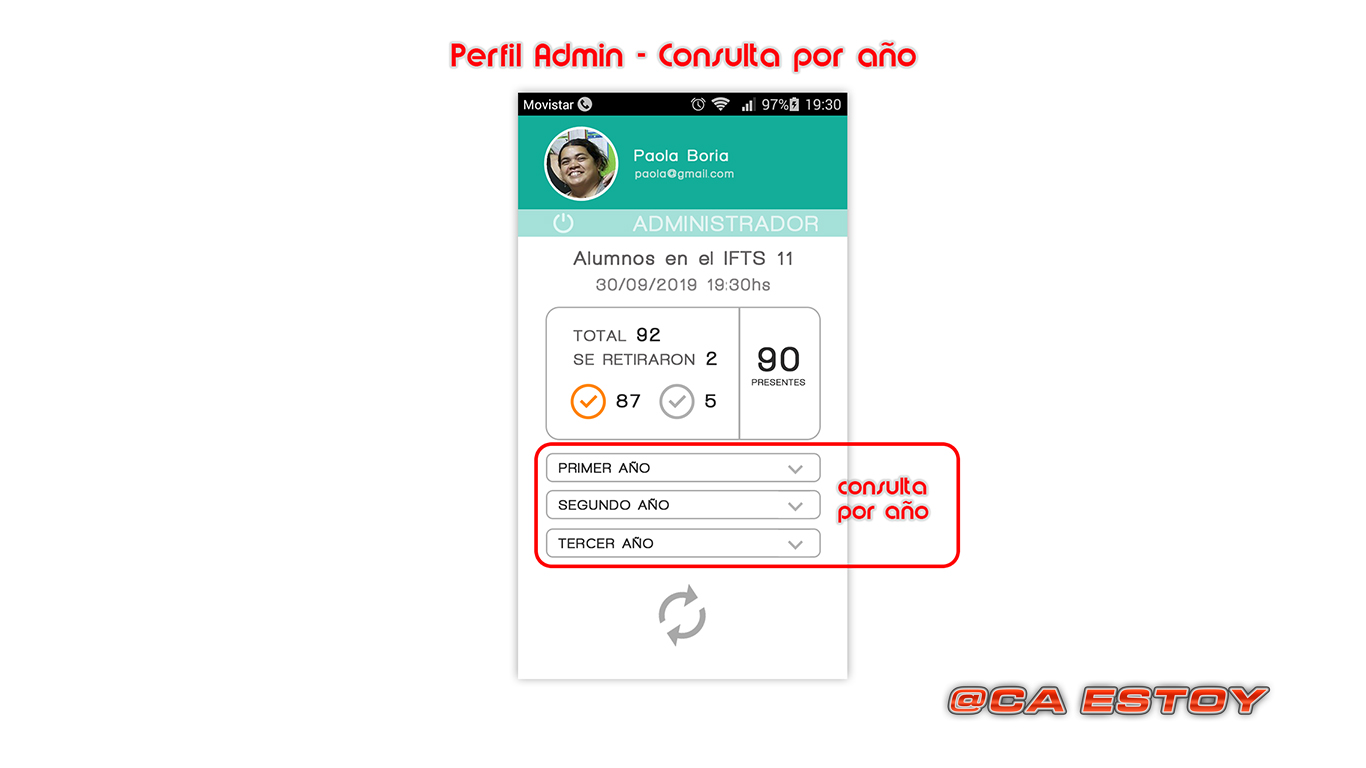 Perfil Admin - Consulta por año
Movistar 97% 19:30
Paola Boria
paola@gmail.com
ADMINISTRADOR
Alumnos en el IFTS 11
30/09/2019 19:30hs
TOTAL 92
SE RETIRARON 2
87 5
90
PRESENTES
PRIMER AÑO
SEGUNDO AÑO
TERCER AÑO
consulta
por año
@CA ESTOY